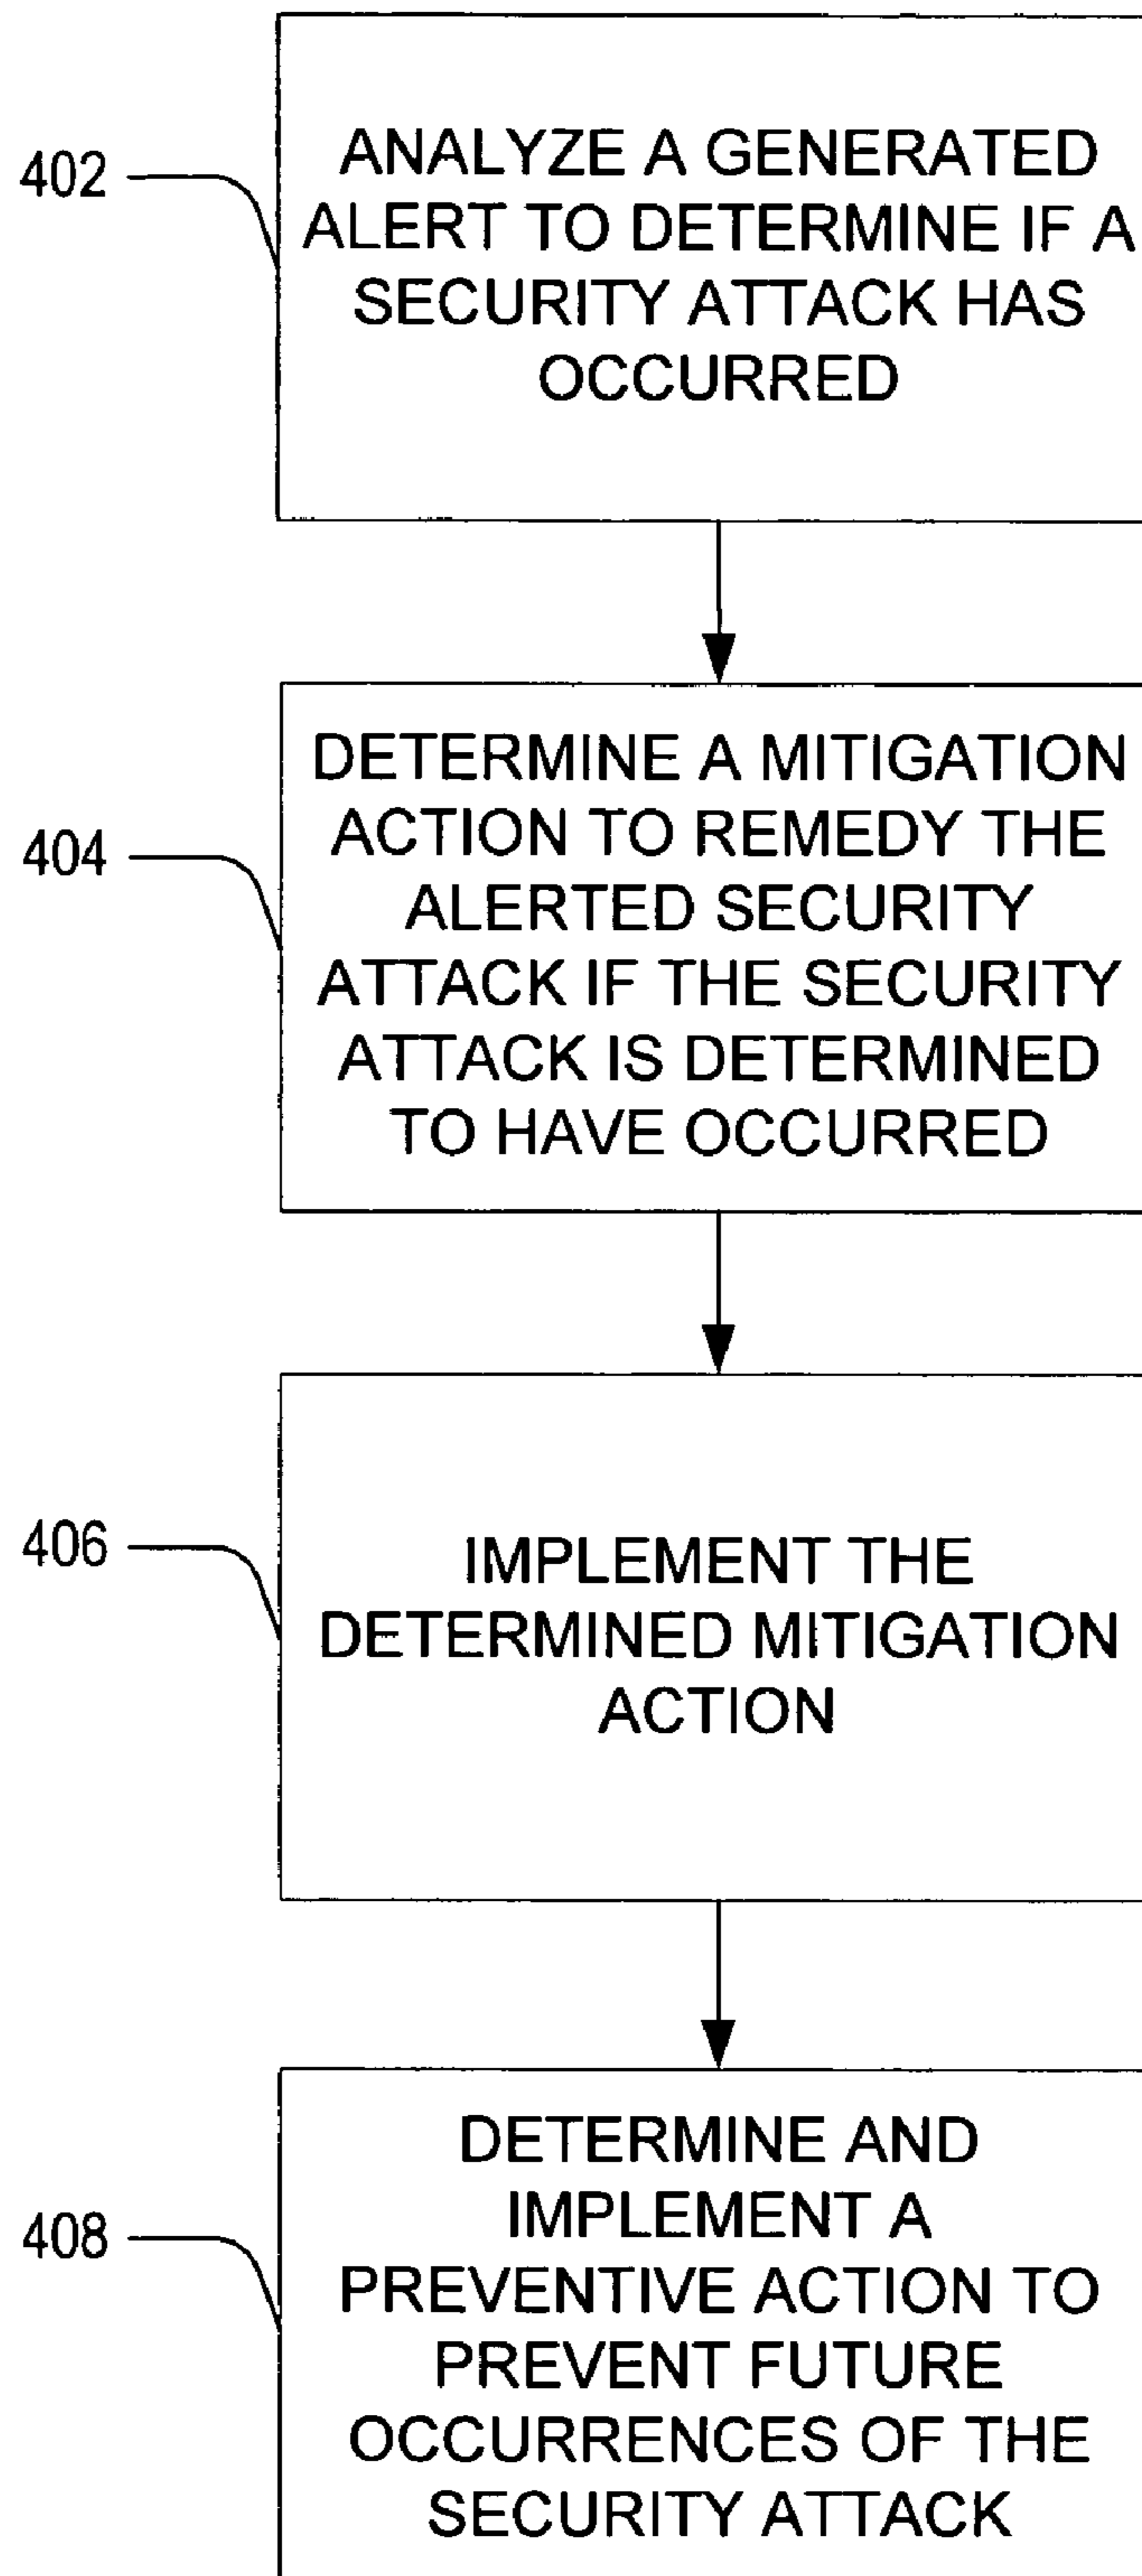 402
ANALYZE A GENERATED
ALERT TO DETERMINE IF A
SECURITY ATTACK HAS
OCCURRED
404
DETERMINE A MITIGATION
ACTION TO REMEDY THE
ALERTED SECURITY
ATTACK IF THE SECURITY
ATTACK IS DETERMINED
TO HAVE OCCURRED
406
IMPLEMENT THE
DETERMINED MITIGATION
ACTION
408
DETERMINE AND
IMPLEMENT A
PREVENTIVE ACTION TO
PREVENT FUTURE
OCCURRENCES OF THE
SECURITY ATTACK